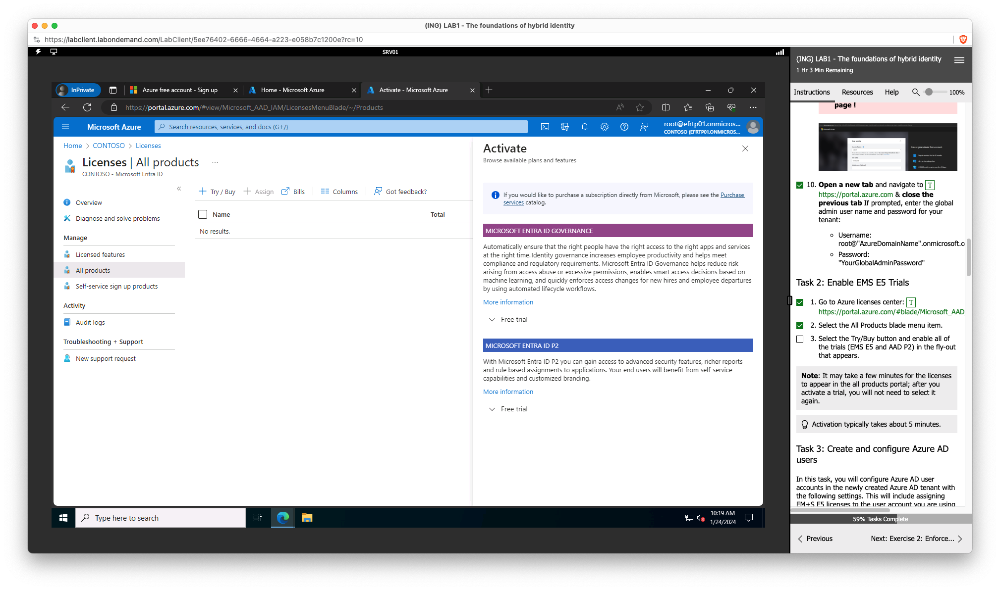 (ING) LAB1 - The foundations of hybrid identity
https://labclient.labondemand.com/LabClient/5ee76402-6666-4664-a223-e058b7c1200e?rc=10
SRV01
InPrivate
Azure free account - Sign up
Home - Microsoft Azure
Activate - Microsoft Azure
https://portal.azure.com/#view/Microsoft_AAD_IAM/LicensesMenuBlade/~/Products
Microsoft Azure
Search resources, services, and docs (G+/)
root@efrtp01.onmicros...
CONTOSO (EFRTP01.ONMICROS...
Home > CONTOSO > Licenses
Licenses | All products ...
CONTOSO - Microsoft Entra ID
Overview
Diagnose and solve problems
Manage
Licensed features
All products
Self-service sign up products
Activity
Audit logs
Troubleshooting + Support
New support request
Try / Buy
Assign
Bills
Columns
Got feedback?
Name
Total
No results.
Activate
Browse available plans and features
If you would like to purchase a subscription directly from Microsoft, please see the Purchase
services catalog.
MICROSOFT ENTRA ID GOVERNANCE
Automatically ensure that the right people have the right access to the right apps and services
at the right time. Identity governance increases employee productivity and helps meet
compliance and regulatory requirements. Microsoft Entra ID Governance helps reduce risk
arising from access abuse or excessive permissions, enables smart access decisions based on
machine learning, and quickly enforces access changes for new hires and employee departures
by using automated lifecycle workflows.
More information
Free trial
MICROSOFT ENTRA ID P2
With Microsoft Entra ID P2 you can gain access to advanced security features, richer reports
and rule based assignments to applications. Your end users will benefit from self-service
capabilities and customized branding.
More information
Free trial
Type here to search
10:19 AM
1/24/2024
(ING) LAB1 - The foundations of hybrid identity
1 Hr 3 Min Remaining
Instructions
Resources
Help
100%
page !
Your profile
Create your Azure free account
10. Open a new tab and navigate to T
https://portal.azure.com & close the
previous tab If prompted, enter the global
admin user name and password for your
tenant:
Username:
root@"AzureDomainName".onmicrosoft.c
Password:
"YourGlobalAdminPassword"
Task 2: Enable EMS E5 Trials
1. Go to Azure licenses center: T
https://portal.azure.com/#blade/Microsoft_AAD_
2. Select the All Products blade menu item.
3. Select the Try/Buy button and enable all of
the trials (EMS E5 and AAD P2) in the fly-out
that appears.
Note: It may take a few minutes for the licenses
to appear in the all products portal; after you
activate a trial, you will not need to select it
again.
Activation typically takes about 5 minutes.
Task 3: Create and configure Azure AD
users
In this task, you will configure Azure AD user
accounts in the newly created Azure AD tenant with
the following settings. This will include assigning
EM+S E5 licenses to the user account you are using
59% Tasks Complete
Previous
Next: Exercise 2: Enforce...